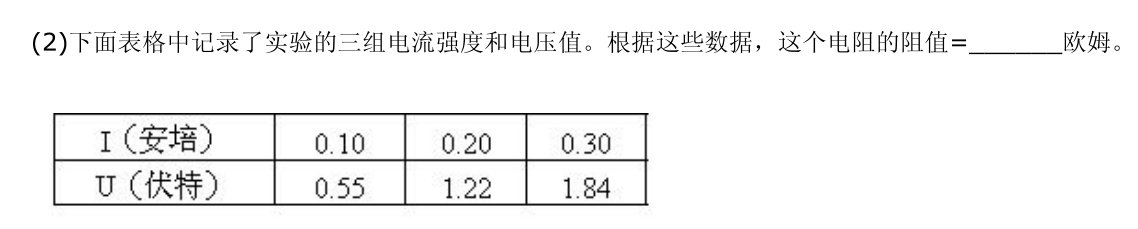 (2)下面表格中记录了实验的三组电流强度和电压值。根据这些数据，这个电阻的阻值=_______欧姆。
I（安培） 0.10 0.20 0.30
U（伏特） 0.55 1.22 1.84